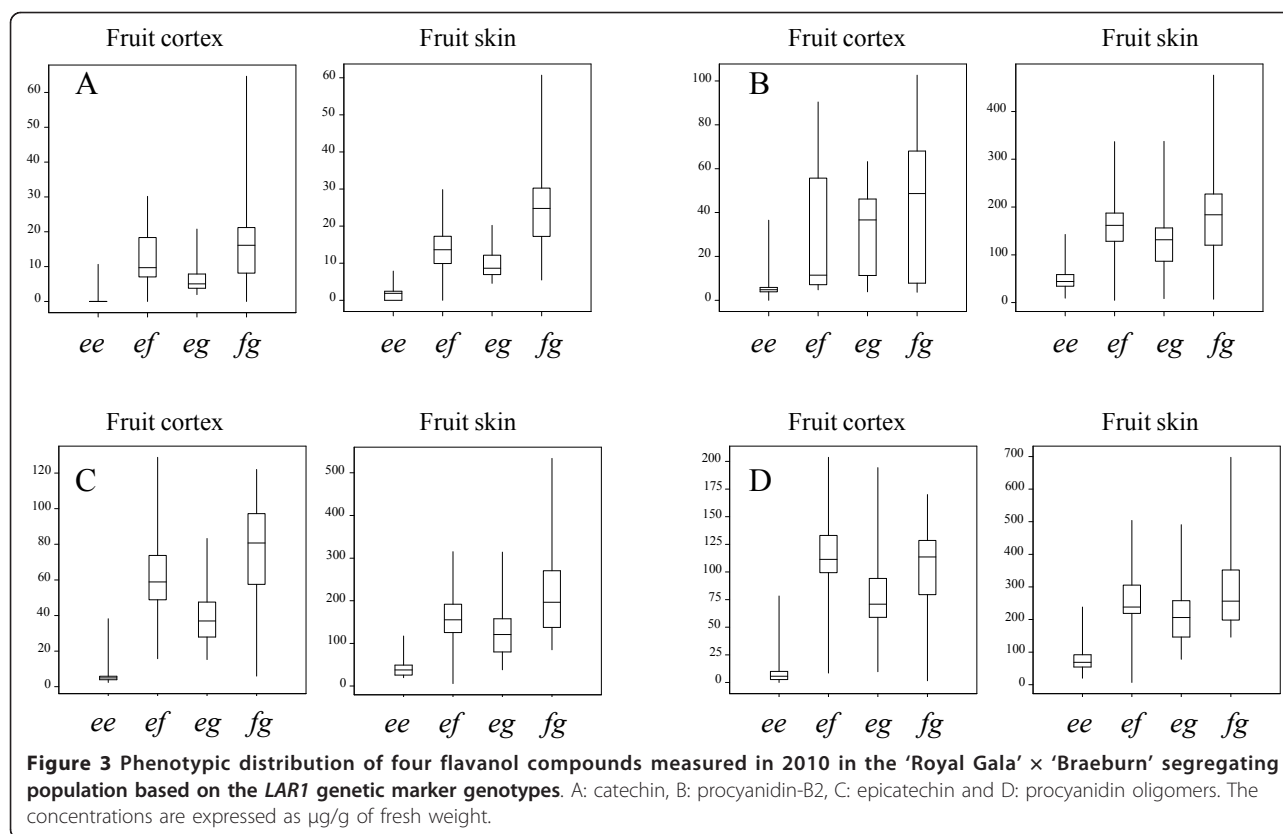 Fruit cortex Fruit skin Fruit cortex Fruit skin
A B
60 50 40 30 20 10 0
60 50 40 30 20 10 0
100 80 60 40 20 0
400 300 200 100 0
ee ef eg fg ee ef eg fg ee ef eg fg ee ef eg fg
Fruit cortex Fruit skin Fruit cortex Fruit skin
C D
120 100 80 60 40 20 0
500 400 300 200 100 0
200 175 150 125 100 75 50 25 0
700 600 500 400 300 200 100 0
ee ef eg fg ee ef eg fg ee ef eg fg ee ef eg fg
Figure 3 Phenotypic distribution of four flavanol compounds measured in 2010 in the ‘Royal Gala’ × ‘Braeburn’ segregating
population based on the LAR1 genetic marker genotypes. A: catechin, B: procyanidin-B2, C: epicatechin and D: procyanidin oligomers. The
concentrations are expressed as μg/g of fresh weight.